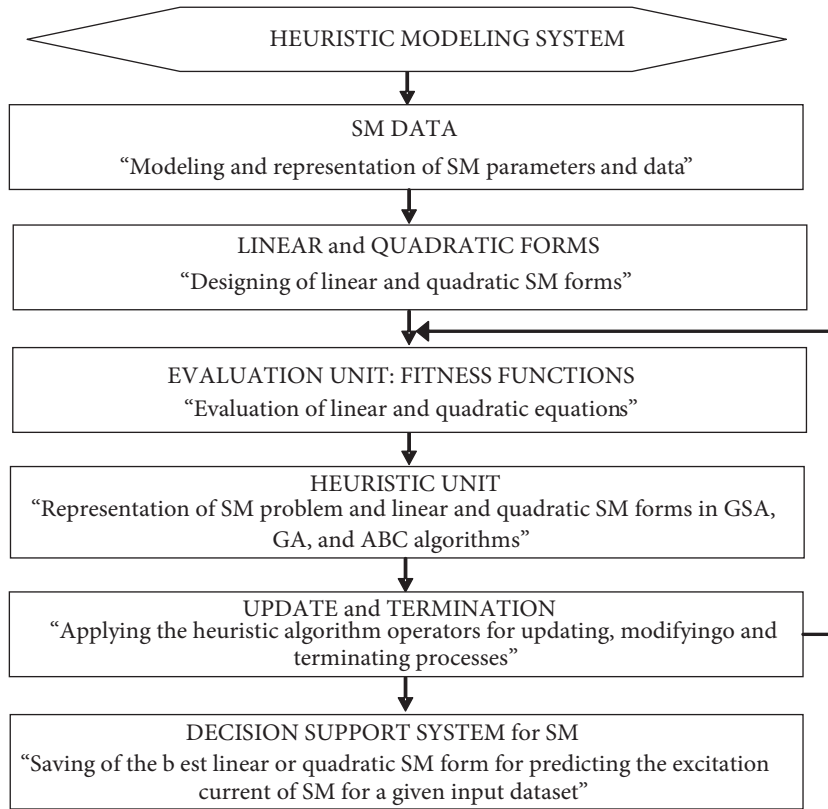 HEURISTIC MODELING SYSTEM
SM DATA
“Modeling and representation of SM parameters and data”
LINEAR and QUADRATIC FORMS
“Designing of linear and quadratic SM forms”
EVALUATION UNIT: FITNESS FUNCTIONS
“Evaluation of linear and quadratic equations”
HEURISTIC UNIT
“Representation of SM problem and linear and quadratic SM forms in GSA,
GA, and ABC algorithms”
UPDATE and TERMINATION
“Applying the heuristic algorithm operators for updating, modifyingo and
terminating processes”
DECISION SUPPORT SYSTEM for SM
“Saving of the b est linear or quadratic SM form for predicting the excitation
current of SM for a given input dataset”